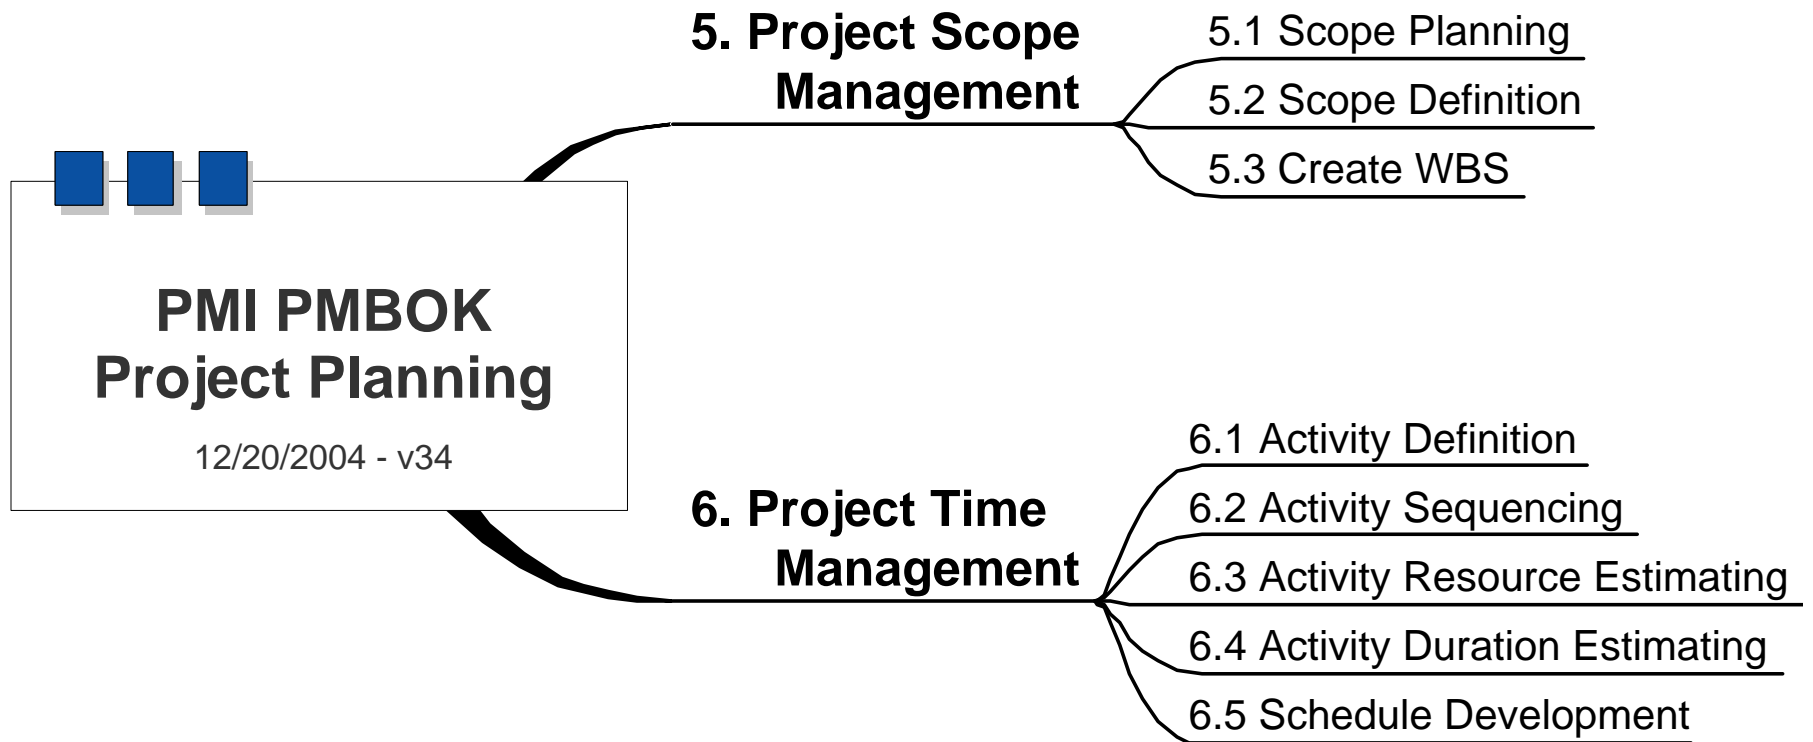 PMI PMBOK
Project Planning
12/20/2004 - v34
5. Project Scope
Management
5.1 Scope Planning
5.2 Scope Definition
5.3 Create WBS
6. Project Time
Management
6.1 Activity Definition
6.2 Activity Sequencing
6.3 Activity Resource Estimating
6.4 Activity Duration Estimating
6.5 Schedule Development